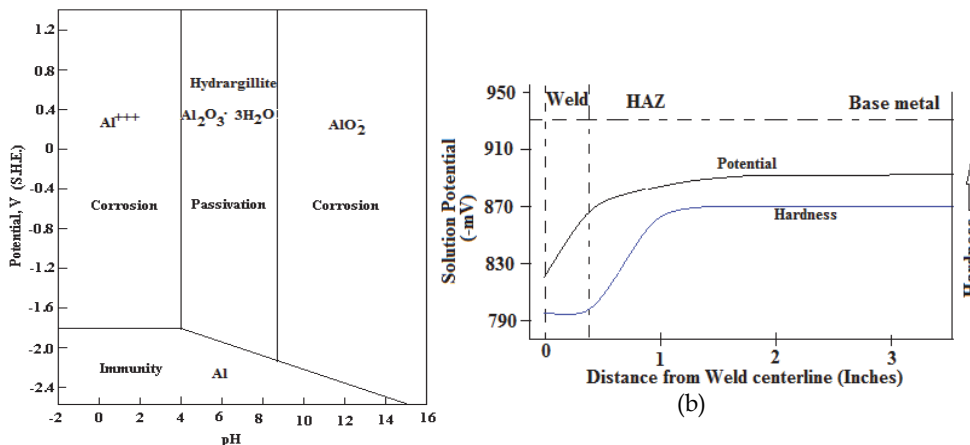 Potential, V (S.H.E.)
1.2
0.8
0.4
0
-0.4
-0.8
-1.2
-1.6
-2.0
-2.4
Hydrargillite
Al+++
Al2O3· 3H2O
AlO2-
Corrosion
Passivation
Corrosion
Immunity
Al
-2 0 2 4 6 8 10 12 14 16
pH
Solution Potential
(-mV)
950
910
870
830
790
Weld
HAZ
Base metal
Potential
Hardness
0 1 2 3
Distance from Weld centerline (Inches)
(b)